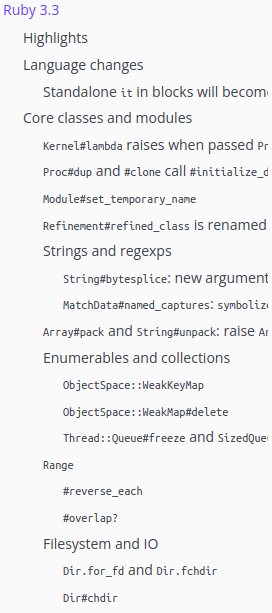 Ruby 3.3
Highlights
Language changes
Standalone it in blocks will becom
Core classes and modules
Kernel#lambda raises when passed Pr
Proc#dup and #clone call #initialize_d
Module#set_temporary_name
Refinement#refined_class is renamed
Strings and regexps
String#bytesplice: new argument
MatchData#named_captures: symboliz
Array#pack and String#unpack: raise Ar
Enumerables and collections
ObjectSpace::WeakKeyMap
ObjectSpace::WeakMap#delete
Thread::Queue#freeze and SizedQue
Range
#reverse_each
#overlap?
Filesystem and IO
Dir.for_fd and Dir.fchdir
Dir#chdir